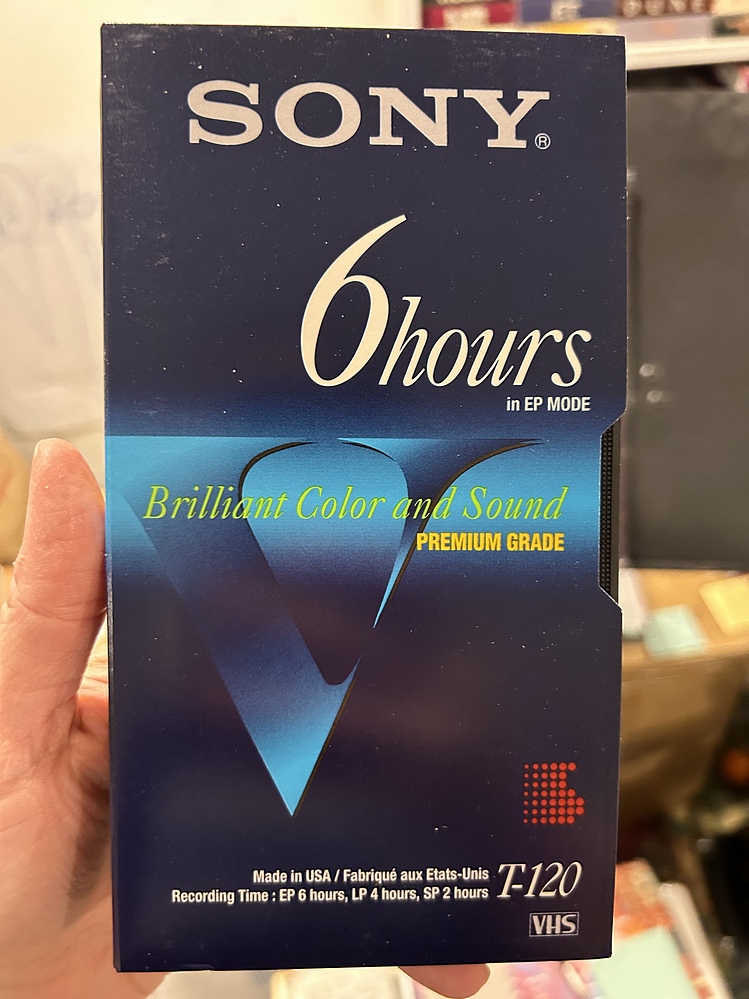 DUNE
SONY®
6 hours
in EP MODE
Brilliant Color and Sound
PREMIUM GRADE
Made in USA / Fabriqué aux Etats-Unis
Recording Time : EP 6 hours, LP 4 hours, SP 2 hours
T-120
VHS